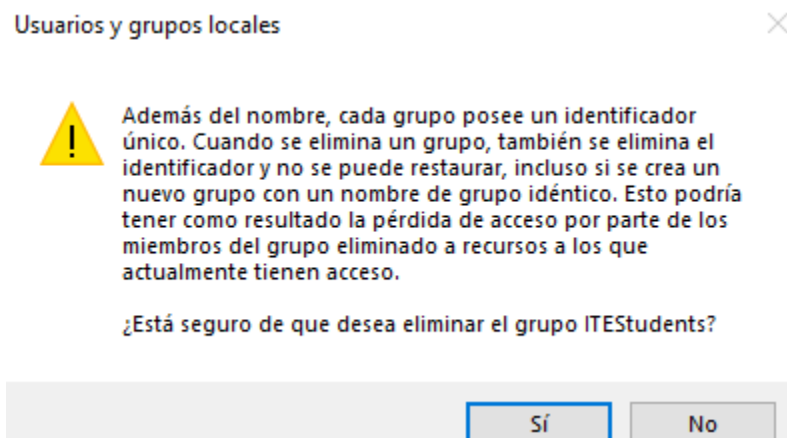 Usuarios y grupos locales
Además del nombre, cada grupo posee un identificador
único. Cuando se elimina un grupo, también se elimina el
identificador y no se puede restaurar, incluso si se crea un
nuevo grupo con un nombre de grupo idéntico. Esto podría
tener como resultado la pérdida de acceso por parte de los
miembros del grupo eliminado a recursos a los que
actualmente tienen acceso.
¿Está seguro de que desea eliminar el grupo ITEStudents?
Sí
No